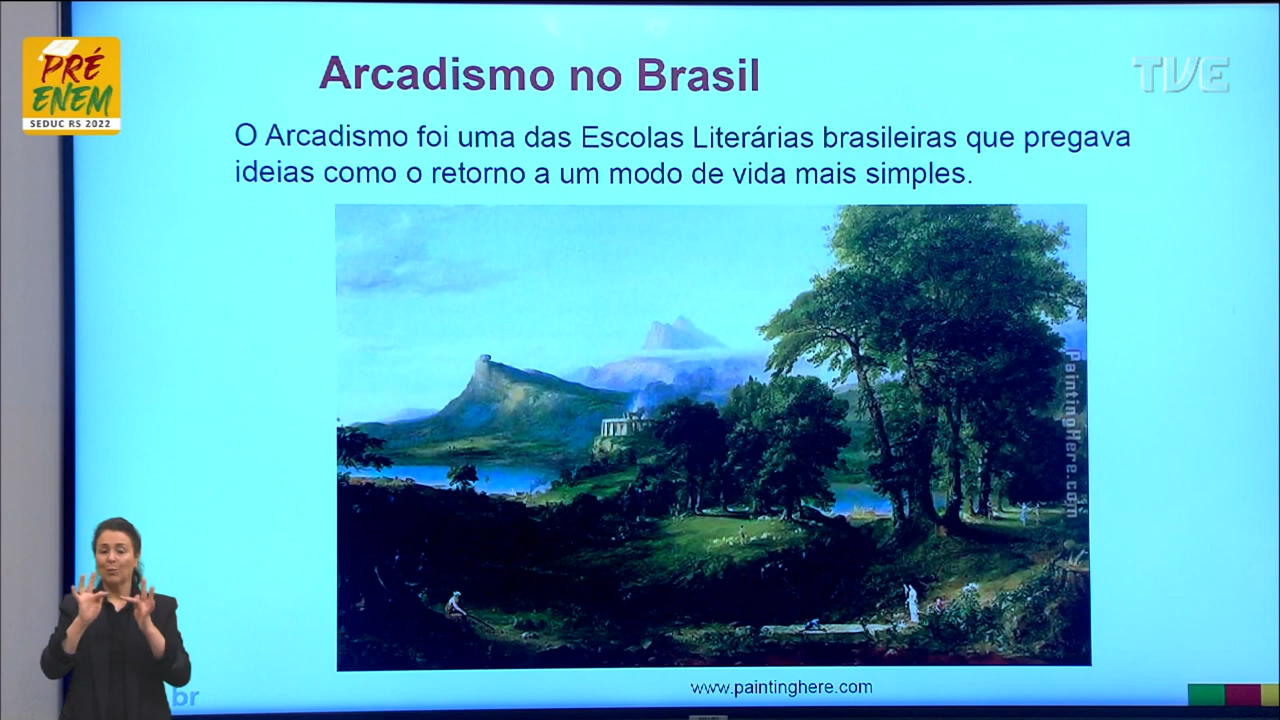 PRÉ
ENEM
SEDUC RS 2022
Arcadismo no Brasil
TVE
O Arcadismo foi uma das Escolas Literárias brasileiras que pregava
ideias como o retorno a um modo de vida mais simples.
PaintingHere.com
www.paintinghere.com
br